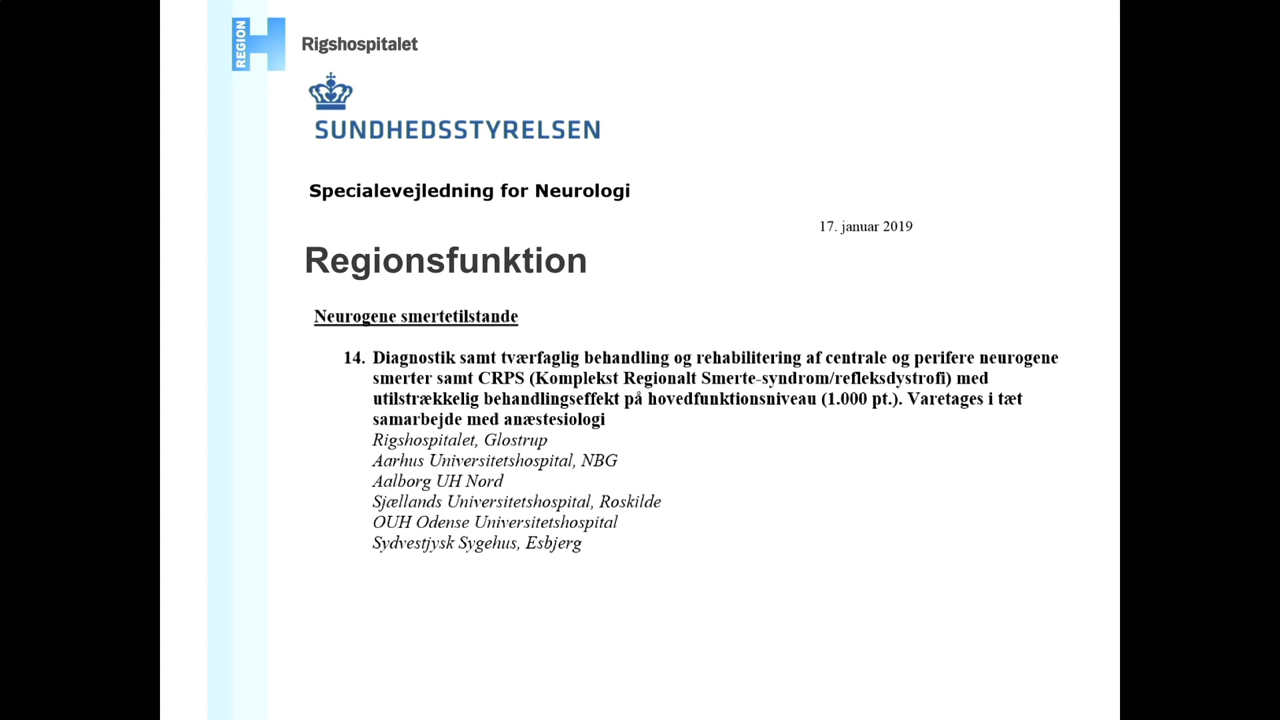 REGION
Rigshospitalet
SUNDHEDSSTYRELSEN
Specialevejledning for Neurologi
17. januar 2019
Regionsfunktion
Neurogene smertetilstande
14. Diagnostik samt tværfaglig behandling og rehabilitering af centrale og perifere neurogene
smerter samt CRPS (Komplekst Regionalt Smerte-syndrom/refleksdystrofi) med
utilstrækkelig behandlingseffekt på hovedfunktionsniveau (1.000 pt.). Varetages i tæt
samarbejde med anæstesiologi
Rigshospitalet, Glostrup
Aarhus Universitetshospital, NBG
Aalborg UH Nord
Sjællands Universitetshospital, Roskilde
OUH Odense Universitetshospital
Sydvestjysk Sygehus, Esbjerg